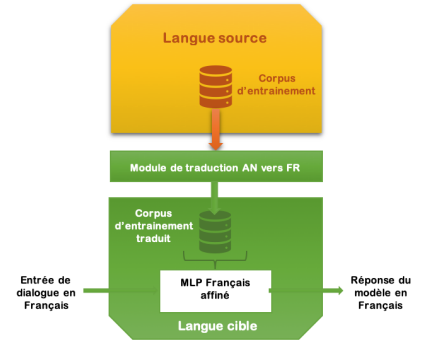 Langue source
Corpus
d'entrainement
Module de traduction AN vers FR
Corpus
d'entrainement
traduit
Entrée de
dialogue en
Français
MLP Français
affiné
Réponse du
modèle en
Français
Langue cible